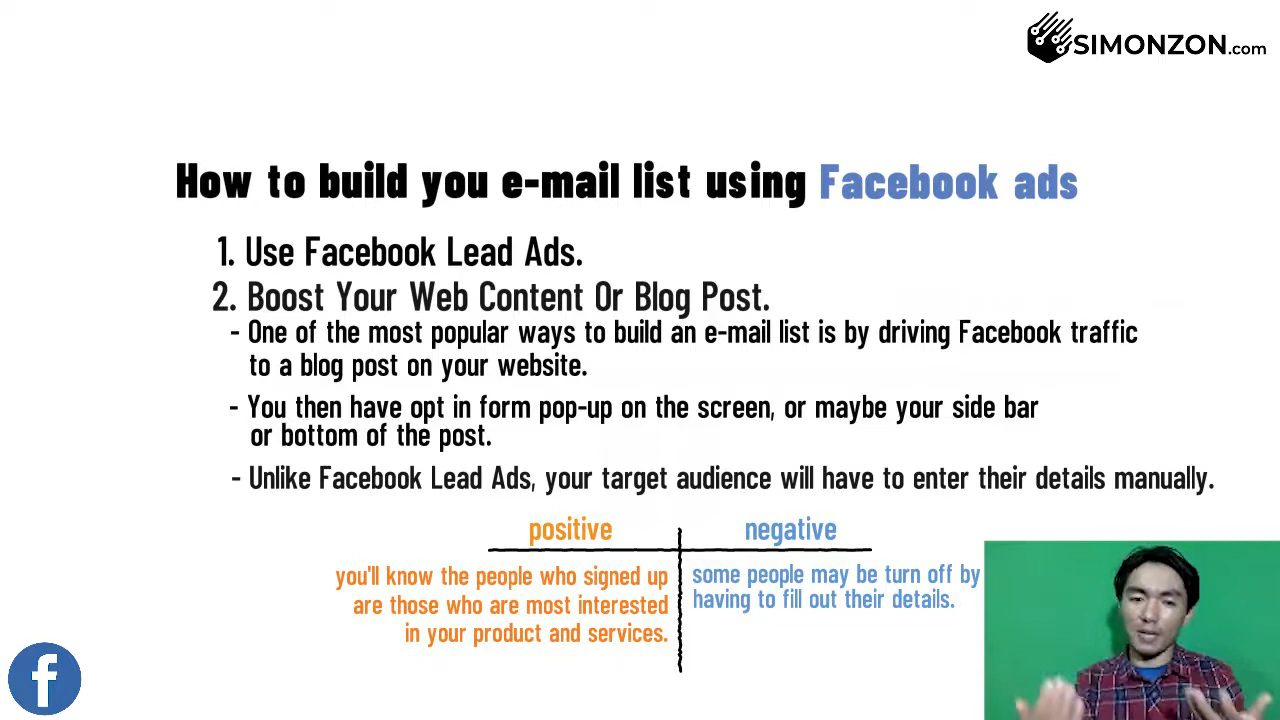 SIMONZON.com
How to build you e-mail list using Facebook ads
1. Use Facebook Lead Ads.
2. Boost Your Web Content Or Blog Post.
- One of the most popular ways to build an e-mail list is by driving Facebook traffic
to a blog post on your website.
- You then have opt in form pop-up on the screen, or maybe your side bar
or bottom of the post.
- Unlike Facebook Lead Ads, your target audience will have to enter their details manually.
positive
negative
you'll know the people who signed up
are those who are most interested
in your product and services.
some people may be turn off by
having to fill out their details.
f